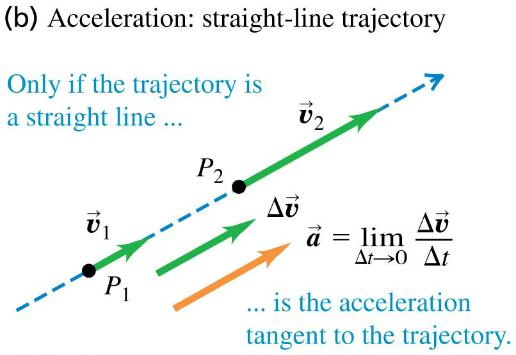 (b) Acceleration: straight-line trajectory
Only if the trajectory is
a straight line ...
v⃗₂
P₂
Δv⃗
v⃗₁
a⃗ = lim Δt→0 Δv⃗/Δt
P₁
... is the acceleration
tangent to the trajectory.